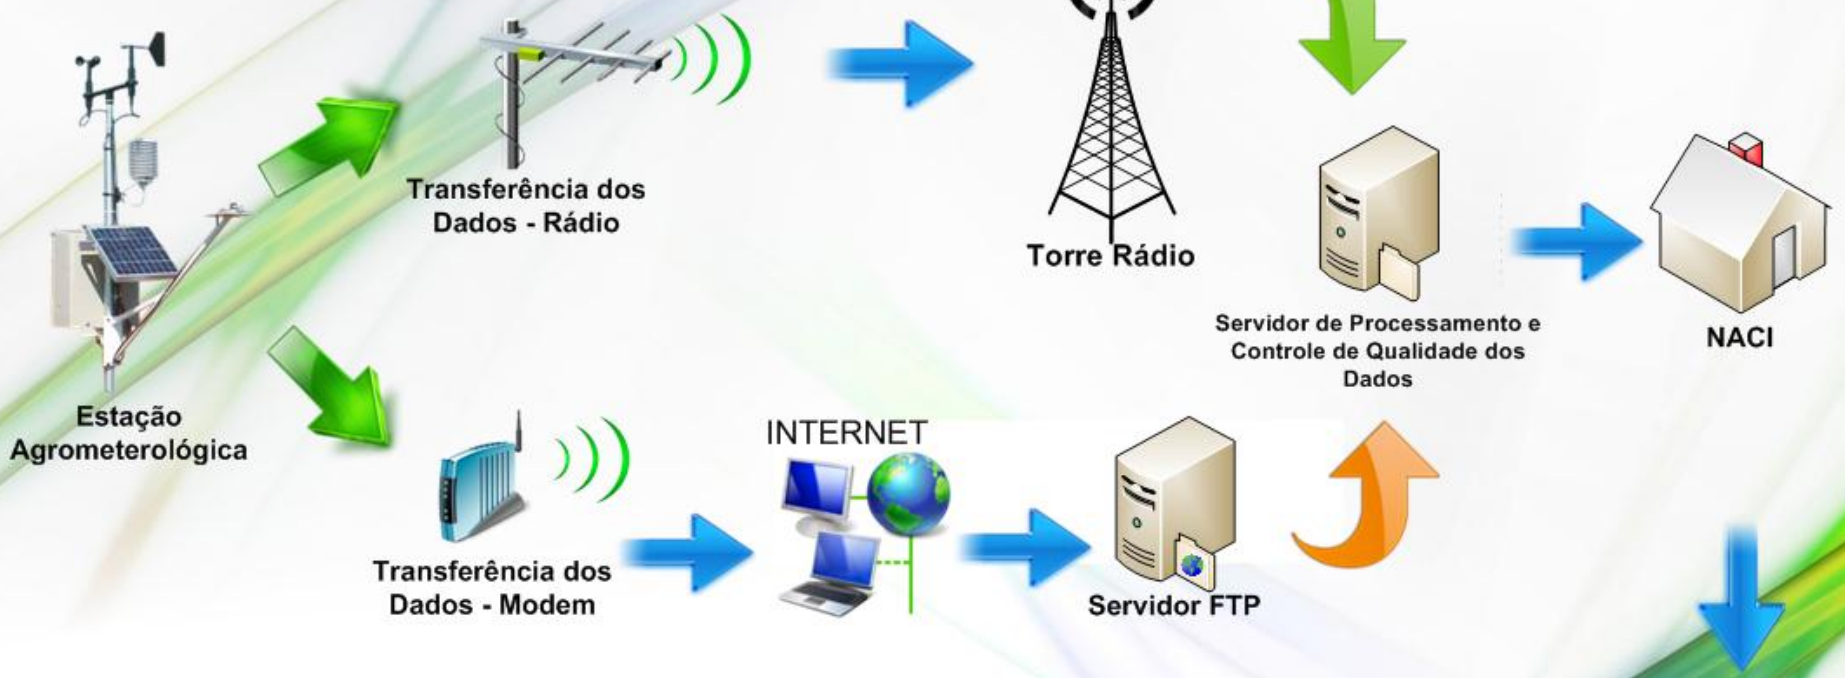 Transferência dos
Dados - Rádio
Torre Rádio
Servidor de Processamento e
Controle de Qualidade dos
Dados
NACI
Estação
Agrometerológica
INTERNET
Transferência dos
Dados - Modem
Servidor FTP